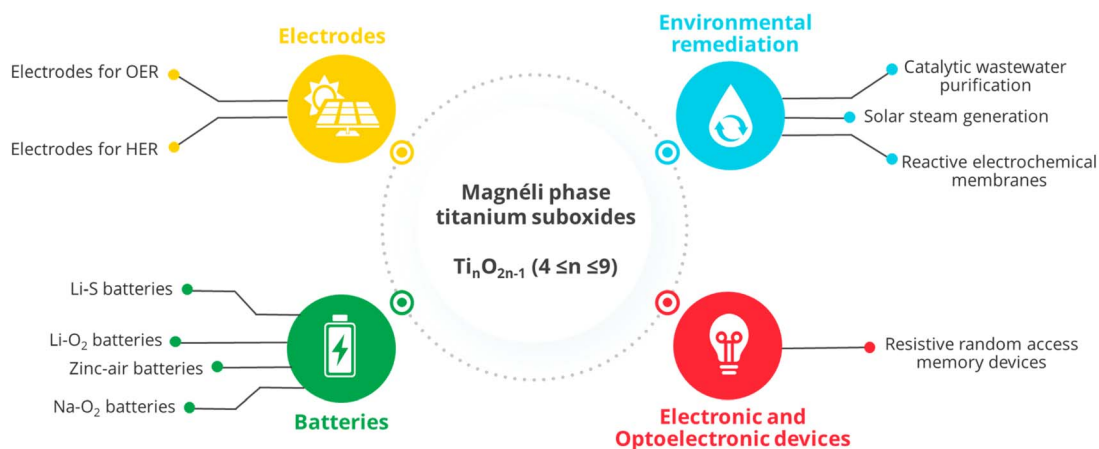 Electrodes
Electrodes for OER
Electrodes for HER
Environmental
remediation
Catalytic wastewater
purification
Solar steam generation
Reactive electrochemical
membranes
Magnéli phase
titanium suboxides
TiₙO₂ₙ₋₁ (4 ≤n ≤9)
Li-S batteries
Li-O₂ batteries
Zinc-air batteries
Na-O₂ batteries
Batteries
Resistive random access
memory devices
Electronic and
Optoelectronic devices